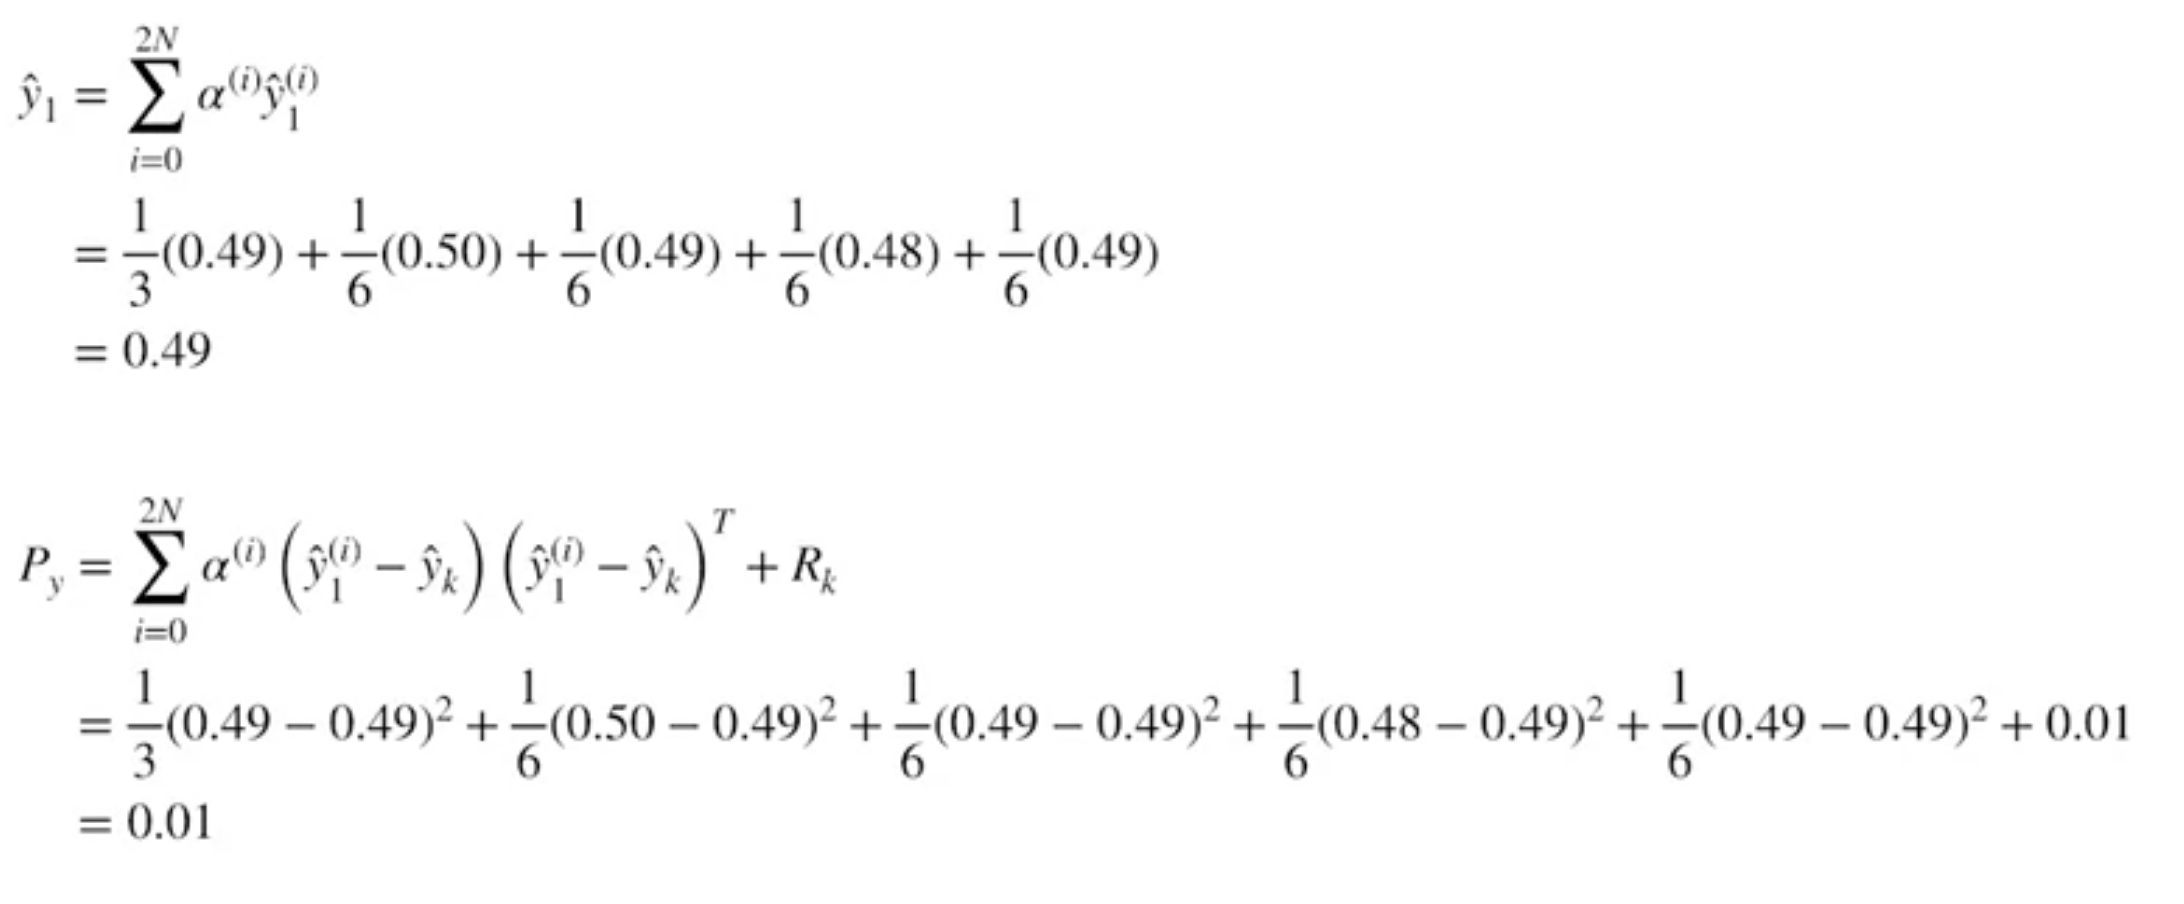 ŷ₁ = ∑_{i=0}^{2N} α^{(i)} ŷ₁^{(i)}
= 1/3(0.49) + 1/6(0.50) + 1/6(0.49) + 1/6(0.48) + 1/6(0.49)
= 0.49
P_y = ∑_{i=0}^{2N} α^{(i)} (ŷ₁^{(i)} − ŷ_k) (ŷ₁^{(i)} − ŷ_k)^T + R_k
= 1/3(0.49 − 0.49)² + 1/6(0.50 − 0.49)² + 1/6(0.49 − 0.49)² + 1/6(0.48 − 0.49)² + 1/6(0.49 − 0.49)² + 0.01
= 0.01